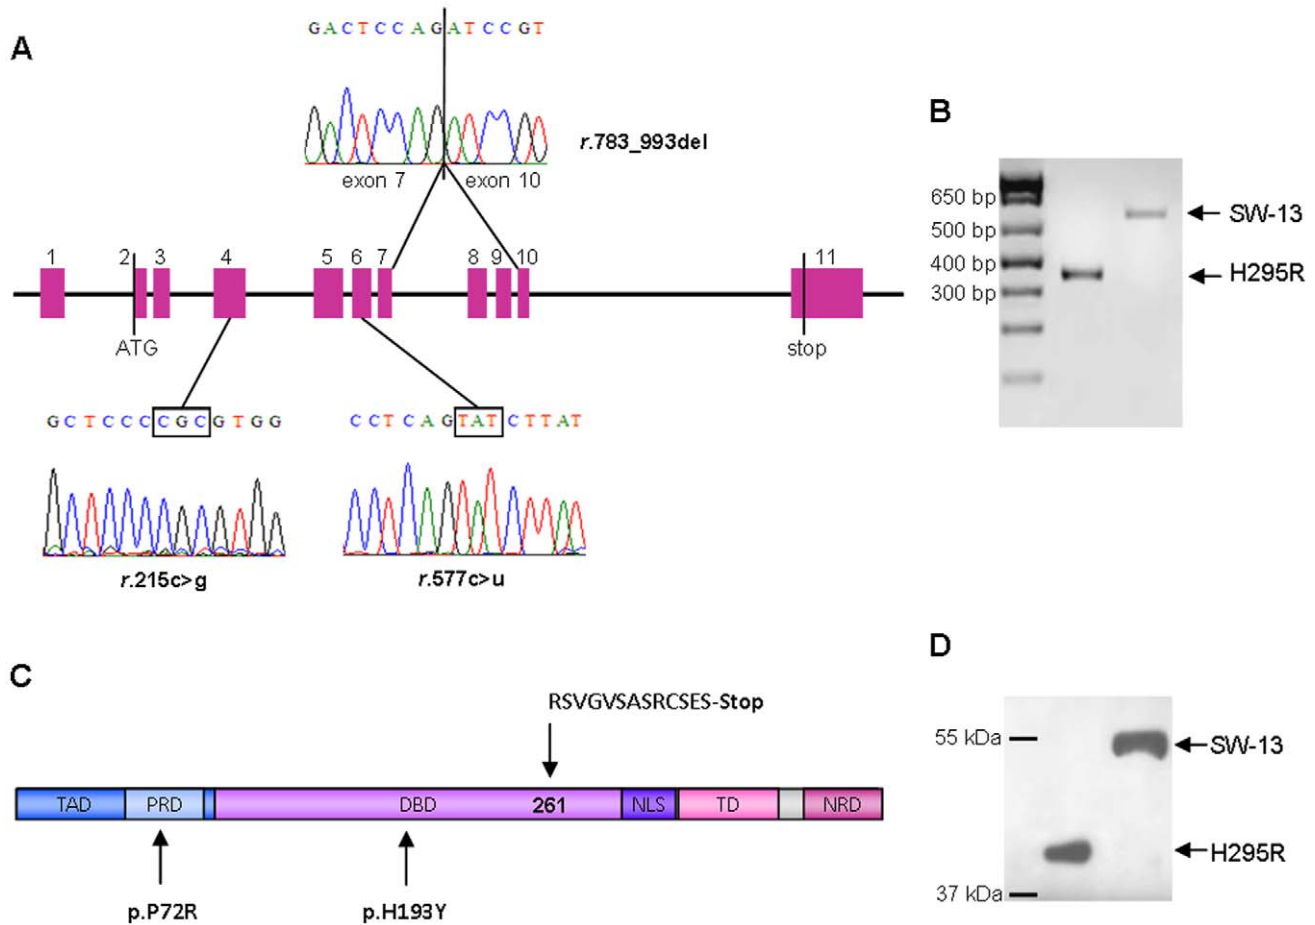 A
GACTCCAGATCCGT
r.783_993del
exon 7 exon 10
1 2 3 4 5 6 7 8 9 10 11
ATG
stop
GCTCCCCGCGTGG
CCTCAGTATCTTAT
r.215c>g
r.577c>u
B
650 bp
500 bp
400 bp
300 bp
SW-13
H295R
C
RSVGVSASRCSES-Stop
TAD PRD DBD 261 NLS TD NRD
p.P72R
p.H193Y
D
55 kDa
37 kDa
SW-13
H295R